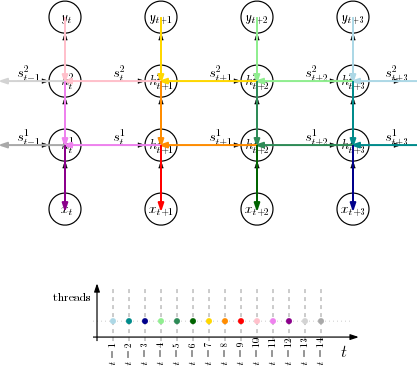 y_t y_{t+1} y_{t+2} y_{t+3}
s^2_{t-1} h^2_t s^2_t h^2_{t+1} s^2_{t+1} h^2_{t+2} s^2_{t+2} h^2_{t+3} s^2_{t+3}
s^1_{t-1} h^1_t s^1_t h^1_{t+1} s^1_{t+1} h^1_{t+2} s^1_{t+2} h^1_{t+3} s^1_{t+3}
x_t x_{t+1} x_{t+2} x_{t+3}
threads
t-1 t-2 t-3 t-4 t-5 t-6 t-7 t-8 t-9 t-10 t-11 t-12 t-13 t-14
t